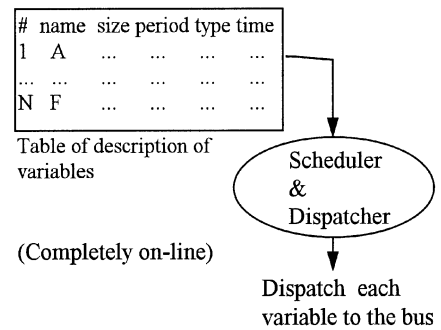 # name size period type time
1 A ... ... ... ...
... ... ... ... ... ...
N F ... ... ... ...
Table of description of
variables
Scheduler
&
Dispatcher
(Completely on-line)
Dispatch each
variable to the bus